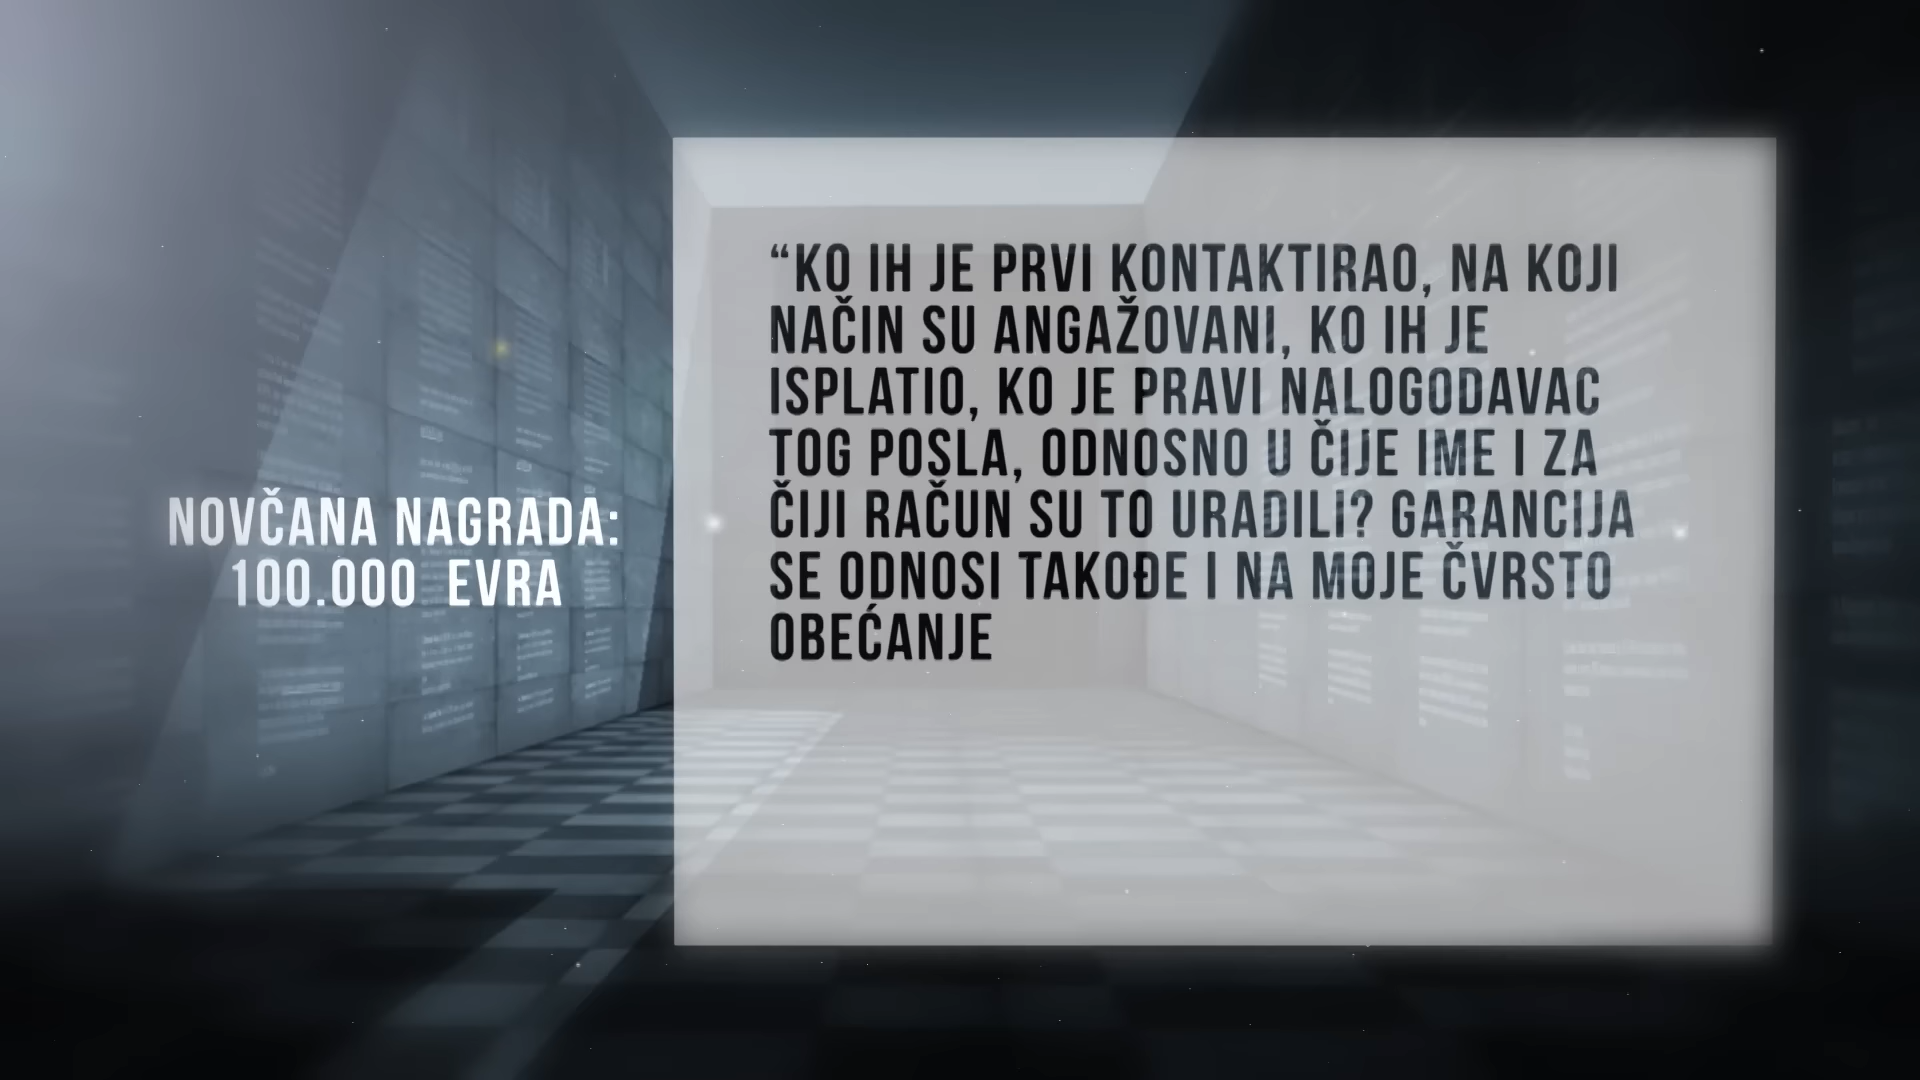 NOVČANA NAGRADA:
100.000 EVRA
“KO IH JE PRVI KONTAKTIRAO, NA KOJI
NAČIN SU ANGAŽOVANI, KO IH JE
ISPLATIO, KO JE PRAVI NALOGODAVAC
TOG POSLA, ODNOSNO U ČIJE IME I ZA
ČIJI RAČUN SU TO URADILI? GARANCIJA
SE ODNOSI TAKOĐE I NA MOJE ČVRSTO
OBEĆANJE